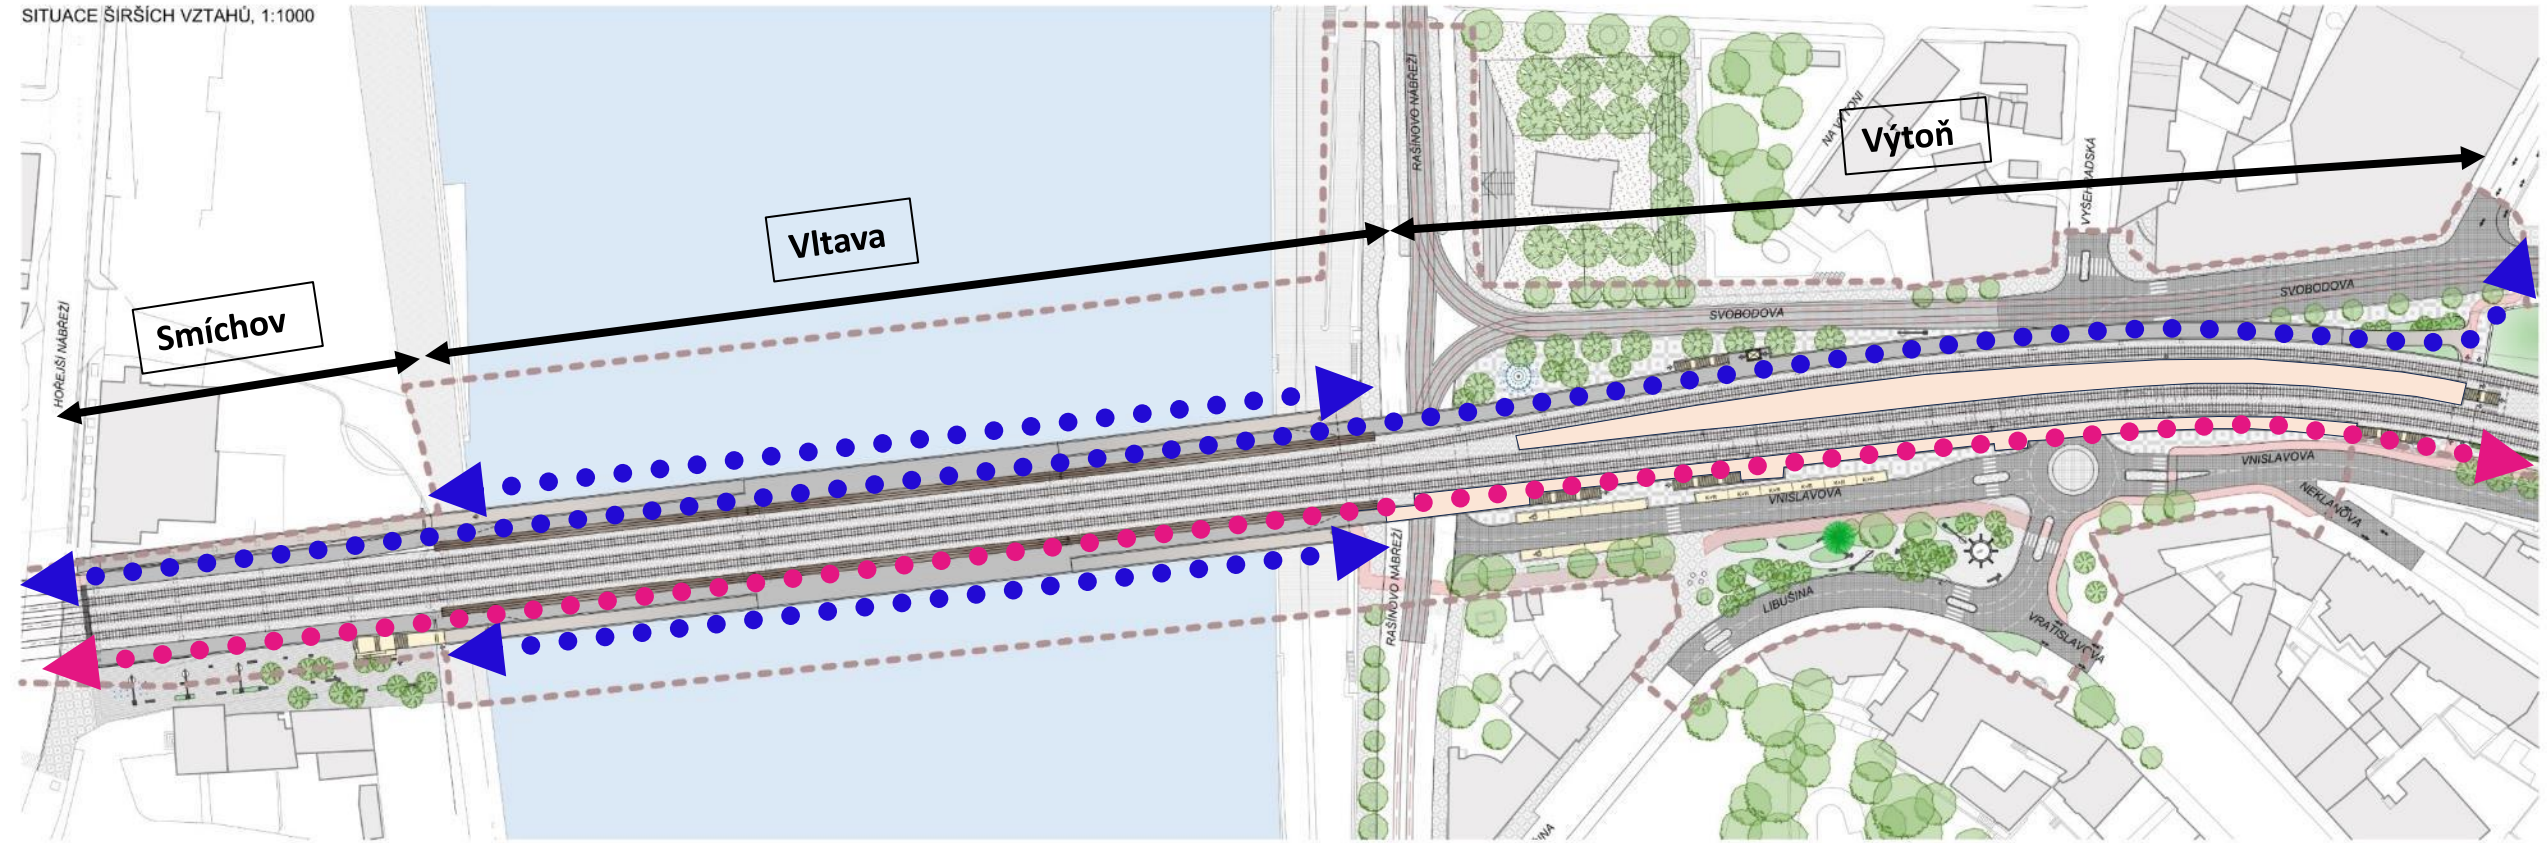 SITUACE ŠIRŠÍCH VZTAHŮ, 1:1000
Smíchov
Vltava
Výtoň
HOŘEJŠÍ NÁBŘEŽÍ
RAŠÍNOVO NÁBŘEŽÍ
NA VÝTONI
VYŠEHRADSKÁ
SVOBODOVA
SVOBODOVA
VNISLAVOVA
VNISLAVOVA
NEKLANOVA
LIBUŠINA
VRATISLAVOVA
RAŠÍNOVO NÁBŘEŽÍ